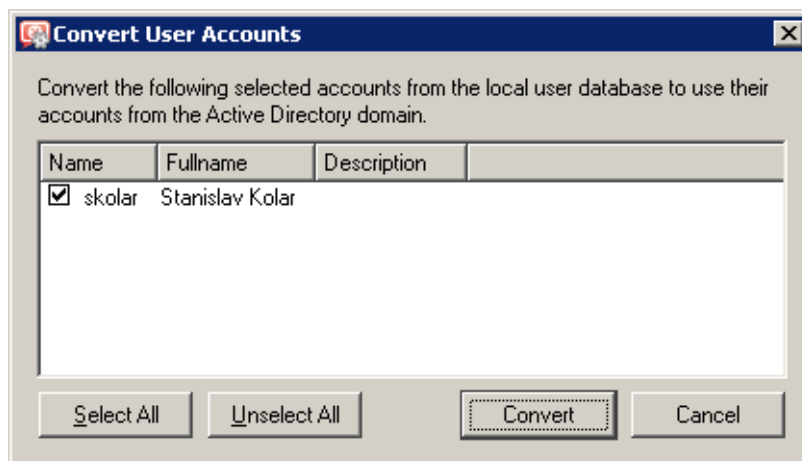 Convert User Accounts
Convert the following selected accounts from the local user database to use their
accounts from the Active Directory domain.
Name Fullname Description
skolar Stanislav Kolar
Select All Unselect All Convert Cancel